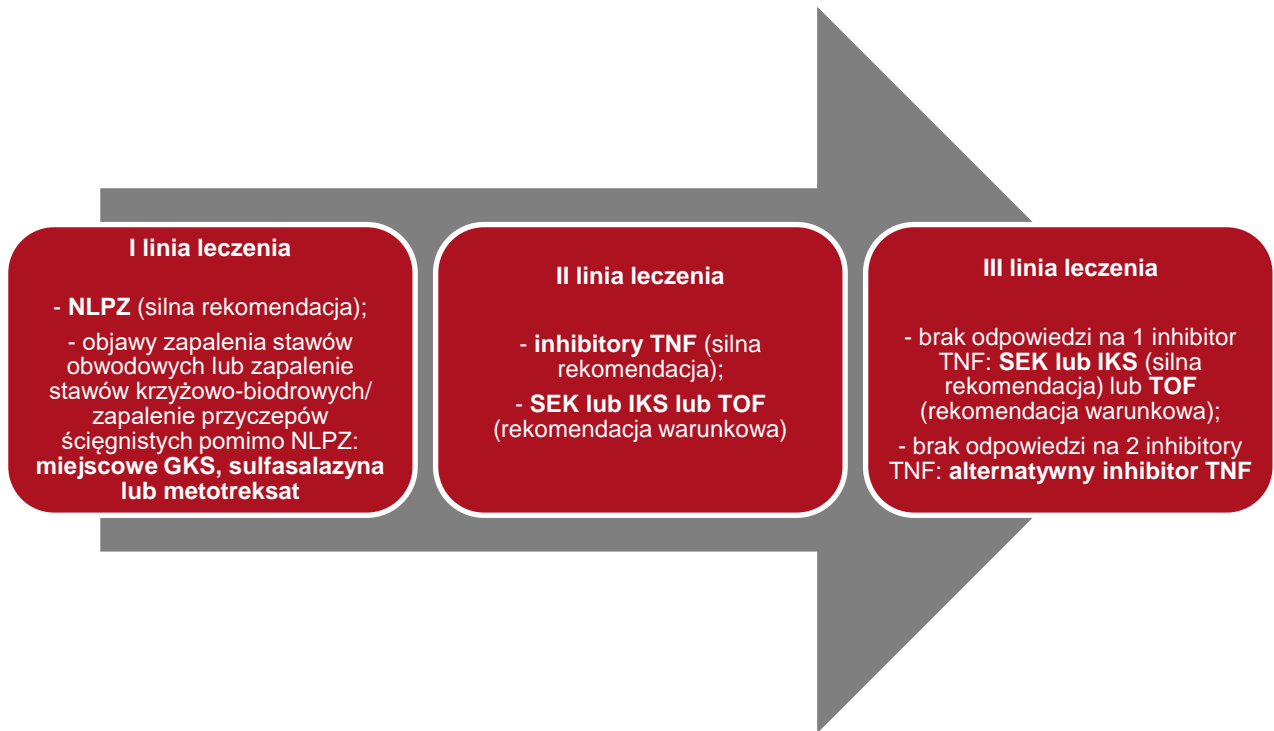 I linia leczenia
- NLPZ (silna rekomendacja);
- objawy zapalenia stawów
obwodowych lub zapalenie
stawów krzyżowo-biodrowych/
zapalenie przyczepów
ścięgnistych pomimo NLPZ:
miejscowe GKS, sulfasalazyna
lub metotreksat
II linia leczenia
- inhibitory TNF (silna
rekomendacja);
- SEK lub IKS lub TOF
(rekomendacja warunkowa)
III linia leczenia
- brak odpowiedzi na 1 inhibitor
TNF: SEK lub IKS (silna
rekomendacja) lub TOF
(rekomendacja warunkowa);
- brak odpowiedzi na 2 inhibitory
TNF: alternatywny inhibitor TNF